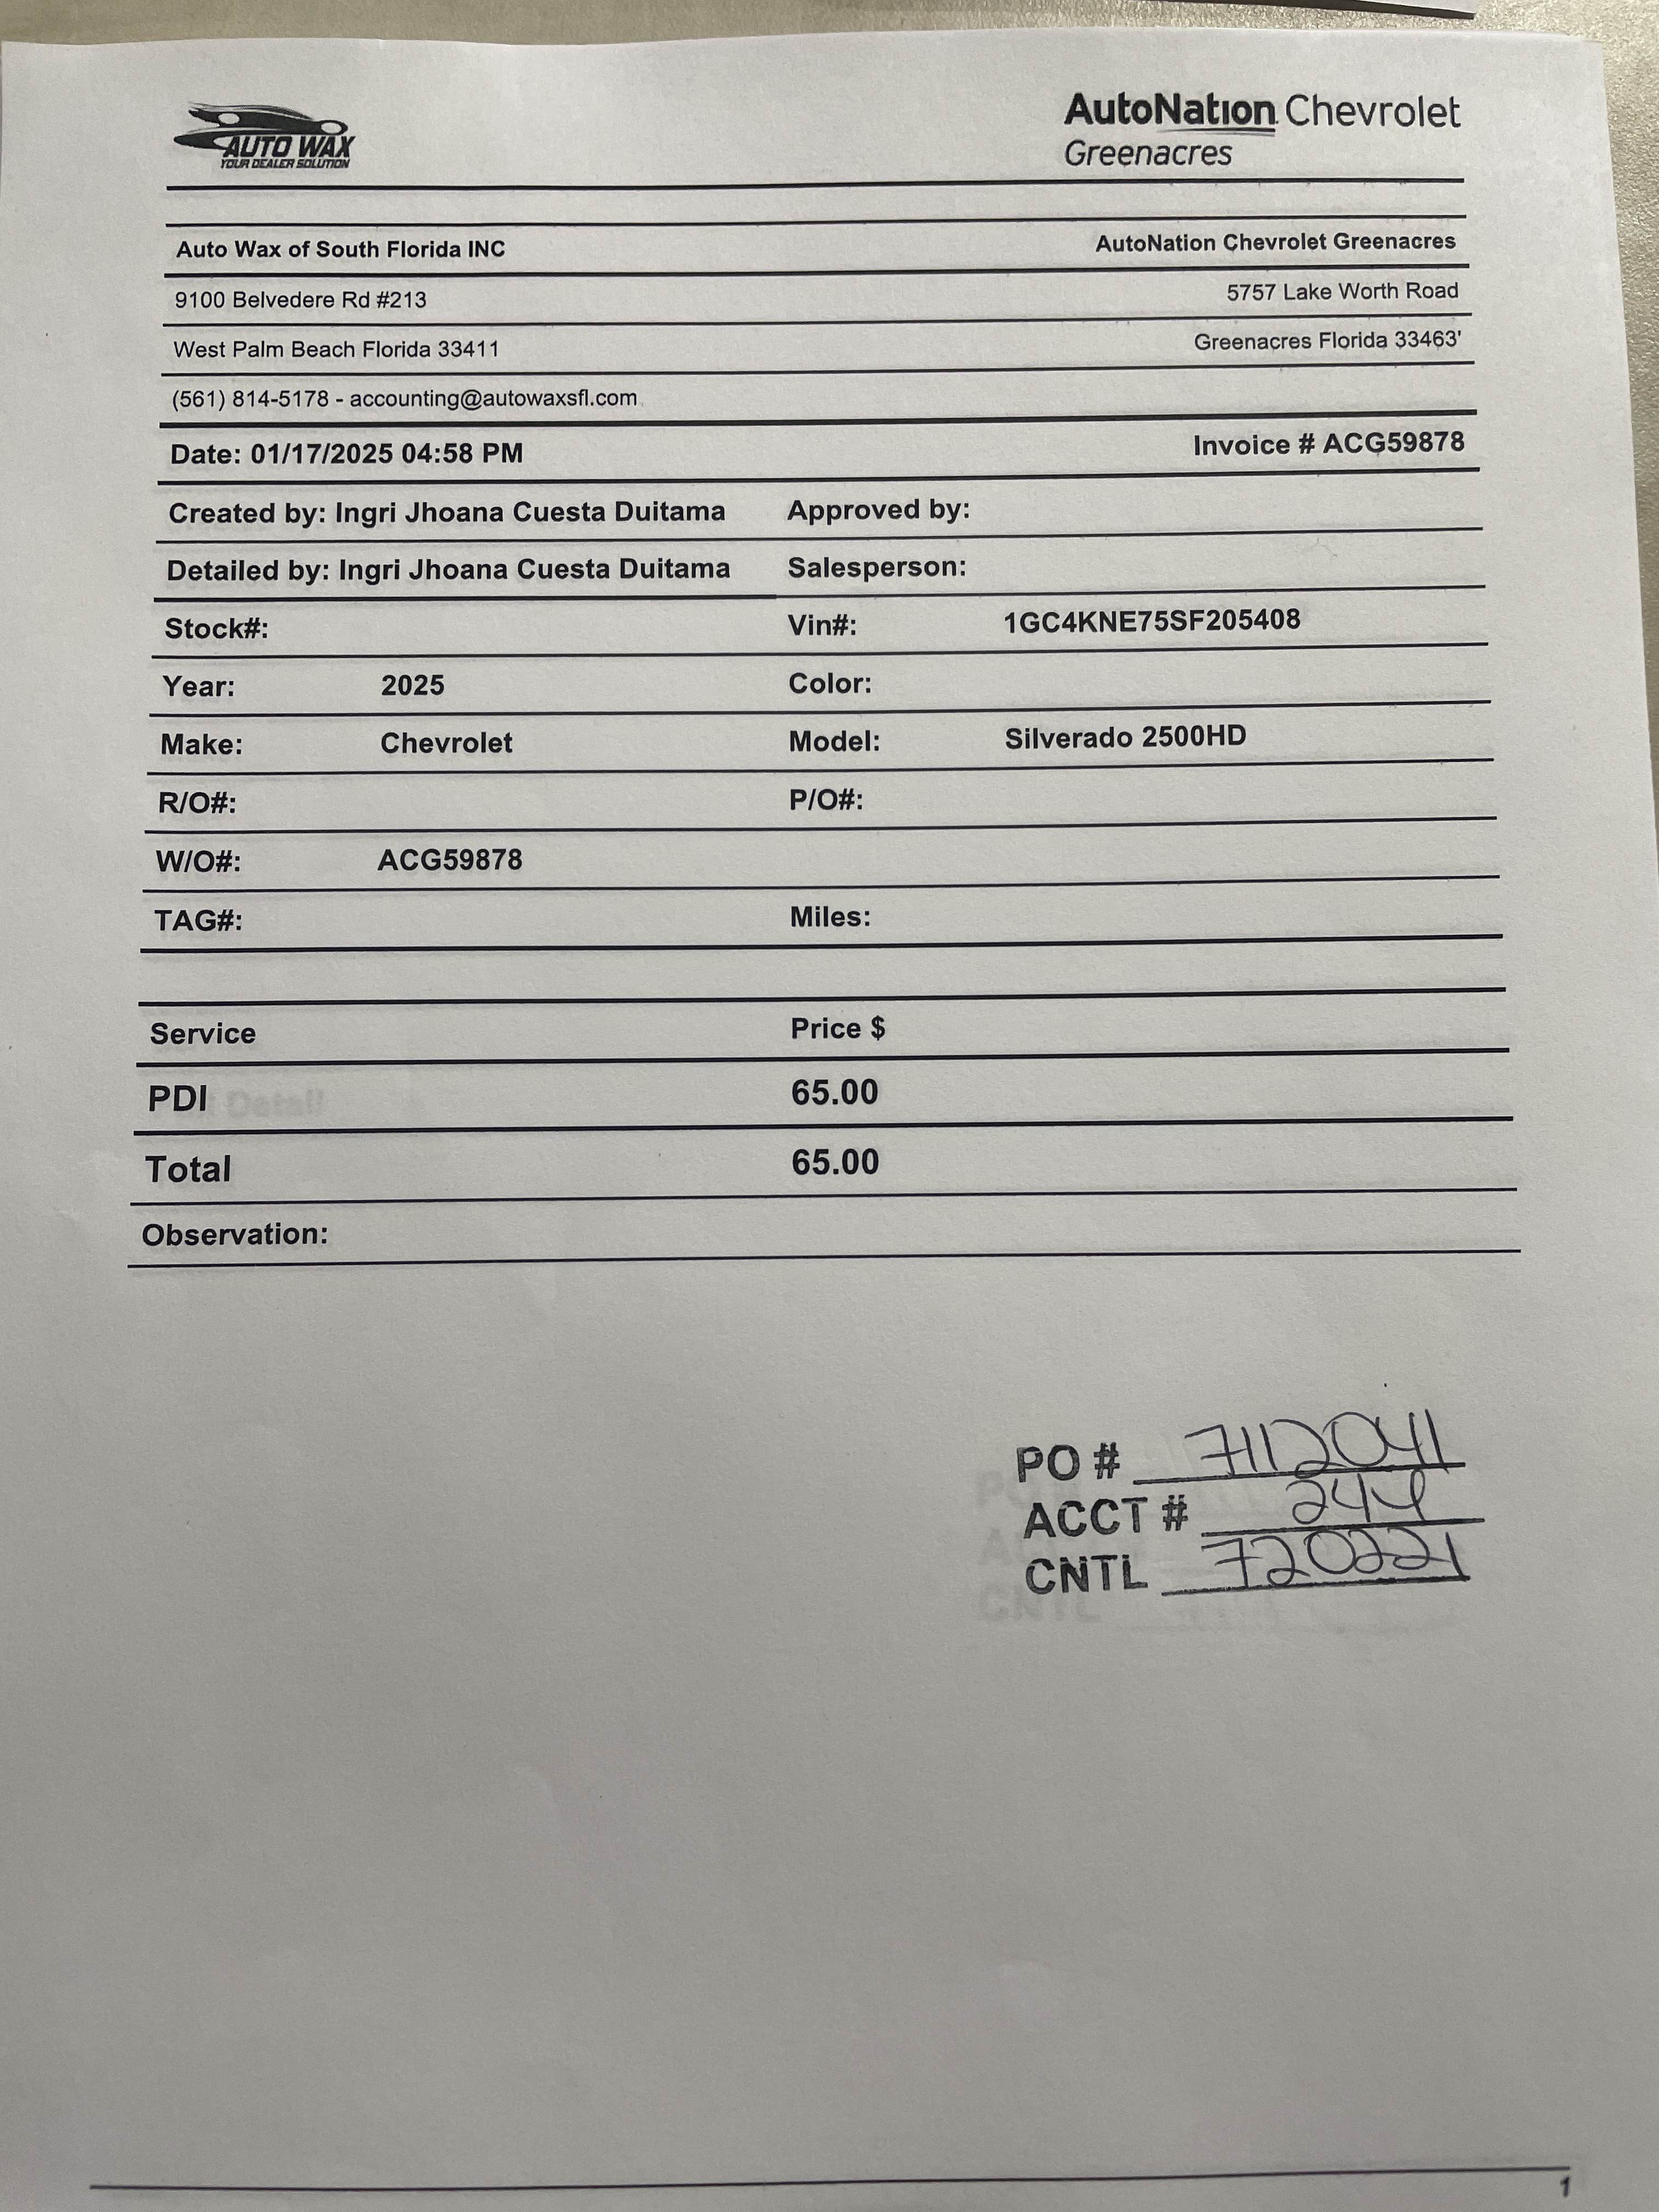 AUTO WAX
YOUR DEALER SOLUTION
AutoNation Chevrolet
Greenacres
Auto Wax of South Florida INC AutoNation Chevrolet Greenacres
9100 Belvedere Rd #213 5757 Lake Worth Road
West Palm Beach Florida 33411 Greenacres Florida 33463'
(561) 814-5178 - accounting@autowaxsfl.com
Date: 01/17/2025 04:58 PM Invoice # ACG59878
Created by: Ingri Jhoana Cuesta Duitama Approved by:
Detailed by: Ingri Jhoana Cuesta Duitama Salesperson:
Stock#: Vin#: 1GC4KNE75SF205408
Year: 2025 Color:
Make: Chevrolet Model: Silverado 2500HD
R/O#: P/O#:
W/O#: ACG59878
TAG#: Miles:
Service Price $
PDI 65.00
Total 65.00
Observation:
PO # 7112041
ACCT # 244
CNTL 720221
1